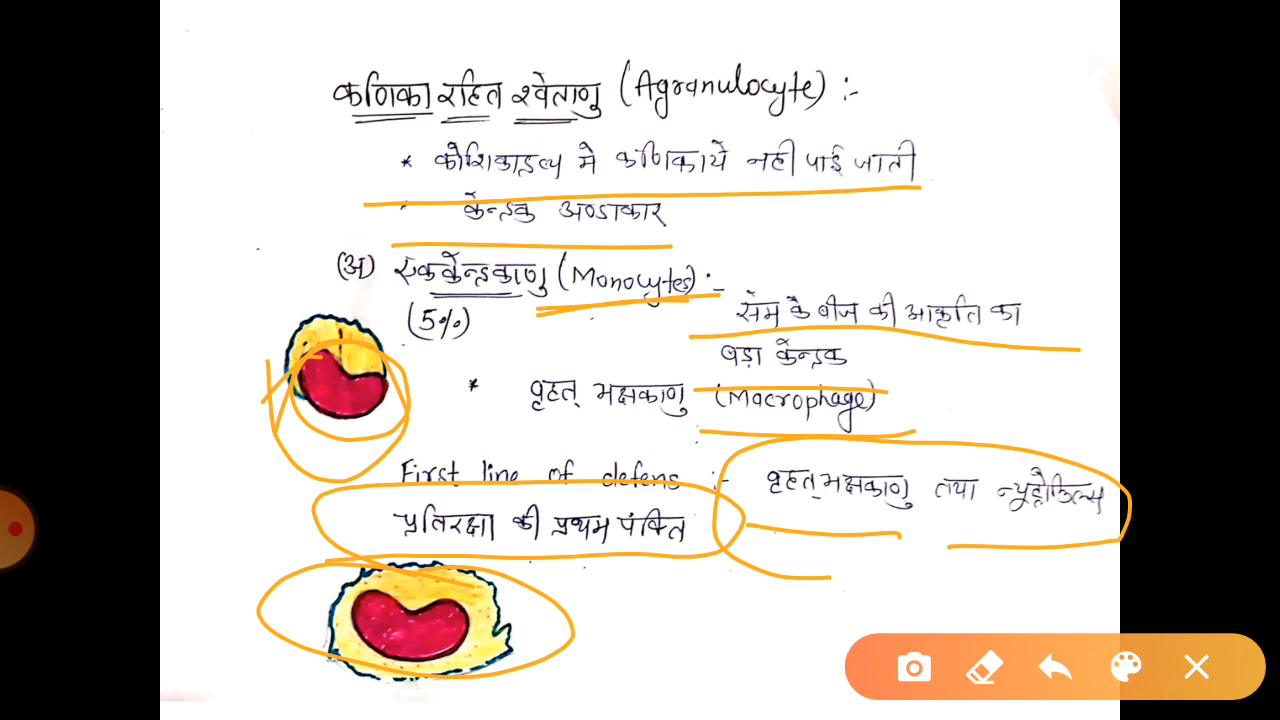 कणिका रहित श्वेताणु (Agranulocyte) :-
* कोशिकाद्रव्य मे कणिकाये नही पाई जाती
केन्द्रक अण्डाकार
(अ) एककेन्द्रकाणु (Monocytes) :-
(5%)
सेम के बीज की आकृति का
बड़ा केन्द्रक
* वृहत् भक्षकाणु (Macrophage)
First line of defens :- वृहत् भक्षकाणु तथा न्यूट्रोफिल्स
प्रतिरक्षा की प्रथम पंक्ति